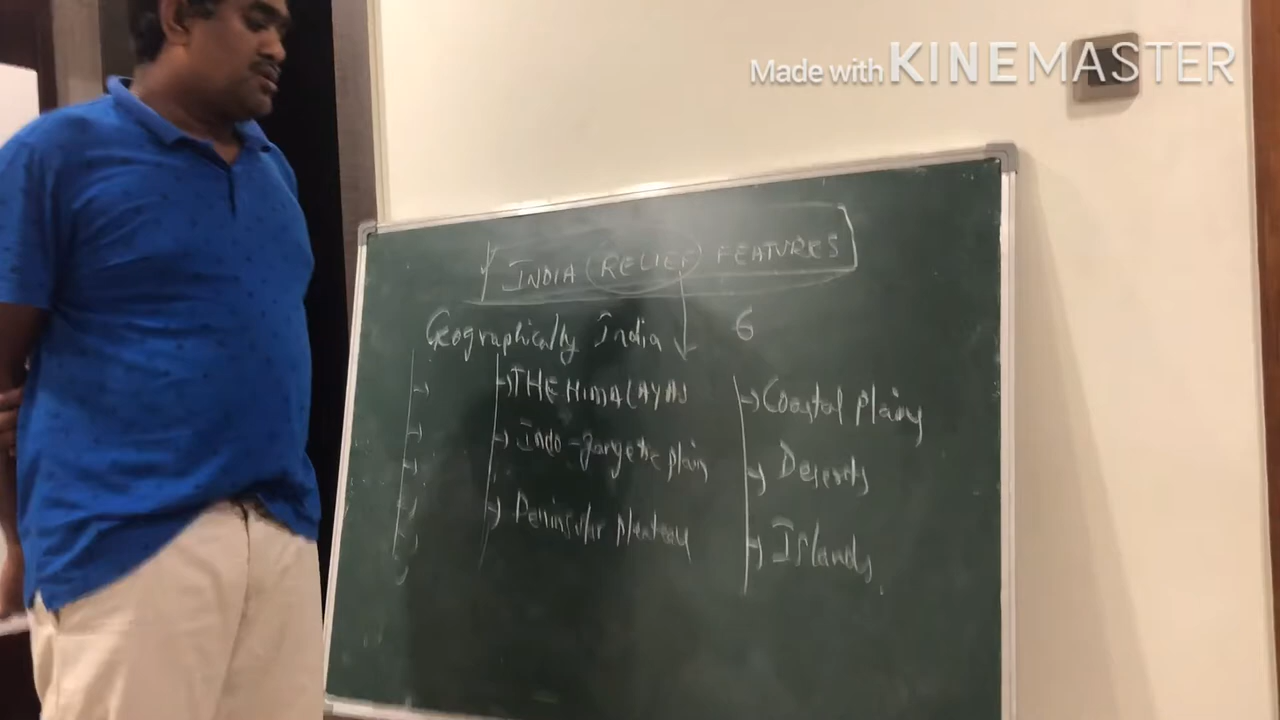 Made with KINEMASTER
INDIA RELIEF FEATURES
Geographically India 6
THE HIMALAYAS
Indo-gangetic plain
Peninsular plateau
Coastal plains
Deserts
Islands